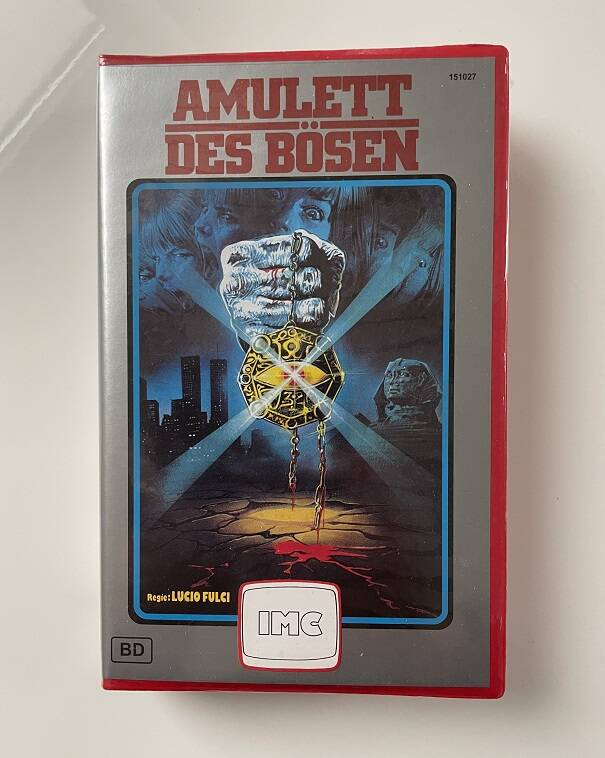 151027
AMULETT
DES BÖSEN
Regie: LUCIO FULCI
IMC
BD